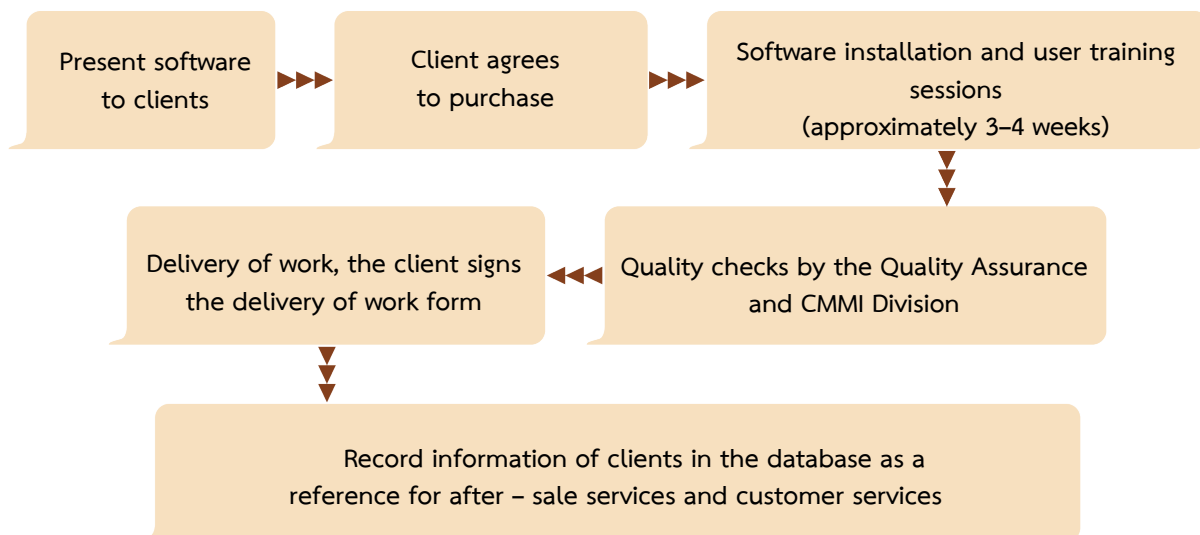 Present software
to clients
Client agrees
to purchase
Software installation and user training
sessions
(approximately 3–4 weeks)
Quality checks by the Quality Assurance
and CMMI Division
Delivery of work, the client signs
the delivery of work form
Record information of clients in the database as a
reference for after – sale services and customer services